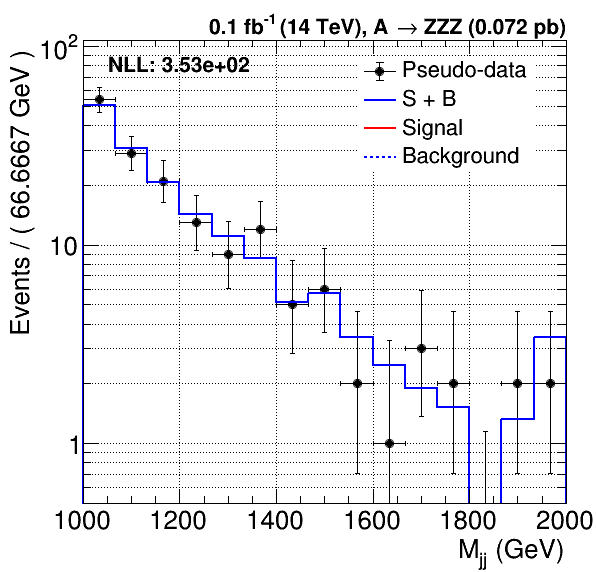 0.1 fb⁻¹ (14 TeV), A → ZZZ (0.072 pb)
NLL: 3.53e+02
Pseudo-data
S + B
Signal
Background
Events / ( 66.6667 GeV )
10²
10
1
1000 1200 1400 1600 1800 2000
M_jj (GeV)